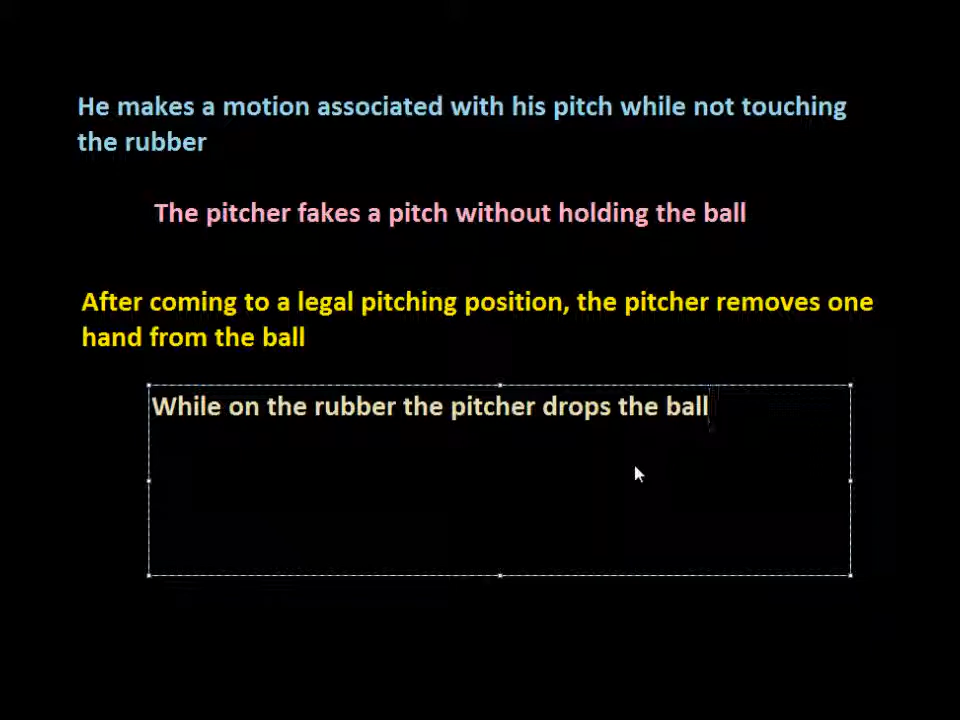 He makes a motion associated with his pitch while not touching
the rubber
The pitcher fakes a pitch without holding the ball
After coming to a legal pitching position, the pitcher removes one
hand from the ball
While on the rubber the pitcher drops the ball